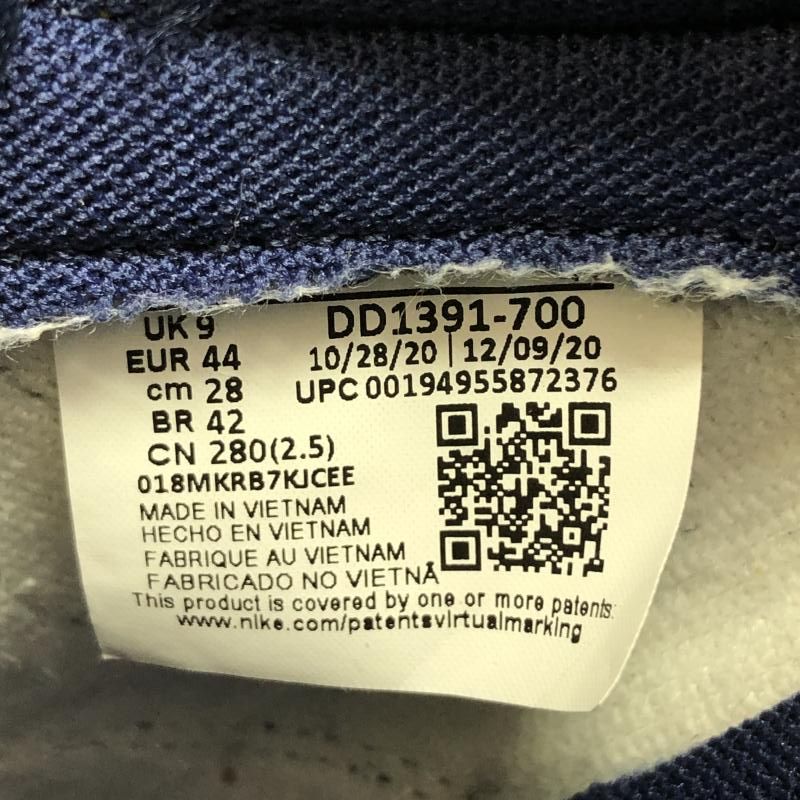 UK 9
EUR 44
cm 28
BR 42
CN 280(2.5)
018MKRB7KJCEE
DD1391-700
10/28/20 | 12/09/20
UPC 00194955872376
MADE IN VIETNAM
HECHO EN VIETNAM
FABRIQUE AU VIETNAM
FABRICADO NO VIETNÃ
This product is covered by one or more patents:
www.nike.com/patentsvirtualmarking